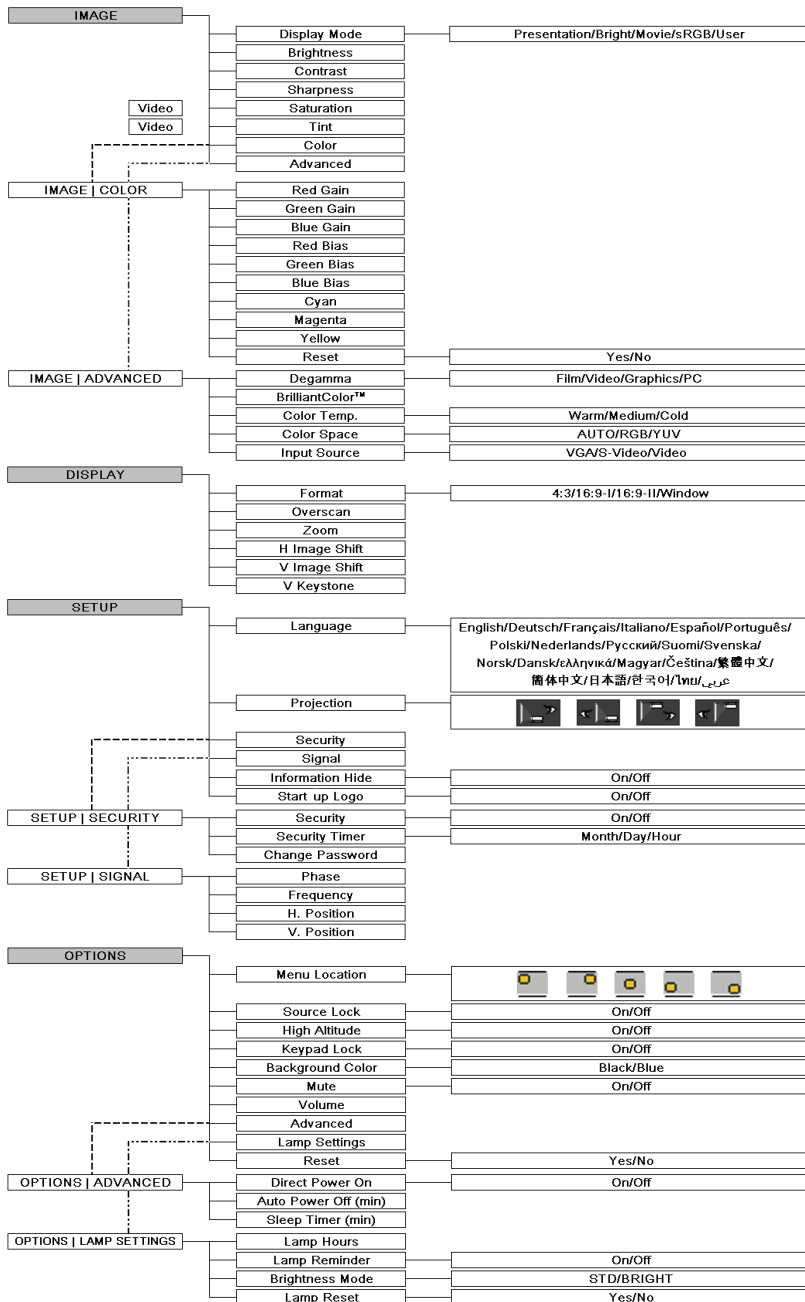 IMAGE
Display Mode Presentation/Bright/Movie/sRGB/User
Brightness
Contrast
Sharpness
Video Saturation
Video Tint
Color
Advanced
IMAGE | COLOR Red Gain
Green Gain
Blue Gain
Red Bias
Green Bias
Blue Bias
Cyan
Magenta
Yellow
Reset Yes/No
IMAGE | ADVANCED Degamma Film/Video/Graphics/PC
BrilliantColor™
Color Temp. Warm/Medium/Cold
Color Space AUTO/RGB/YUV
Input Source VGA/S-Video/Video
DISPLAY
Format 4:3/16:9-I/16:9-II/Window
Overscan
Zoom
H Image Shift
V Image Shift
V Keystone
SETUP
Language English/Deutsch/Français/Italiano/Español/Português/
Polski/Nederlands/Русский/Suomi/Svenska/
Norsk/Dansk/ελληνικά/Magyar/Čeština/繁體中文/
简体中文/日本語/한국어/ไทย/عربي
Projection
Security
Signal
Information Hide On/Off
Start up Logo On/Off
SETUP | SECURITY Security On/Off
Security Timer Month/Day/Hour
Change Password
SETUP | SIGNAL Phase
Frequency
H. Position
V. Position
OPTIONS
Menu Location
Source Lock On/Off
High Altitude On/Off
Keypad Lock On/Off
Background Color Black/Blue
Mute On/Off
Volume
Advanced
Lamp Settings
Reset Yes/No
OPTIONS | ADVANCED Direct Power On On/Off
Auto Power Off (min)
Sleep Timer (min)
OPTIONS | LAMP SETTINGS Lamp Hours
Lamp Reminder On/Off
Brightness Mode STD/BRIGHT
Lamp Reset Yes/No